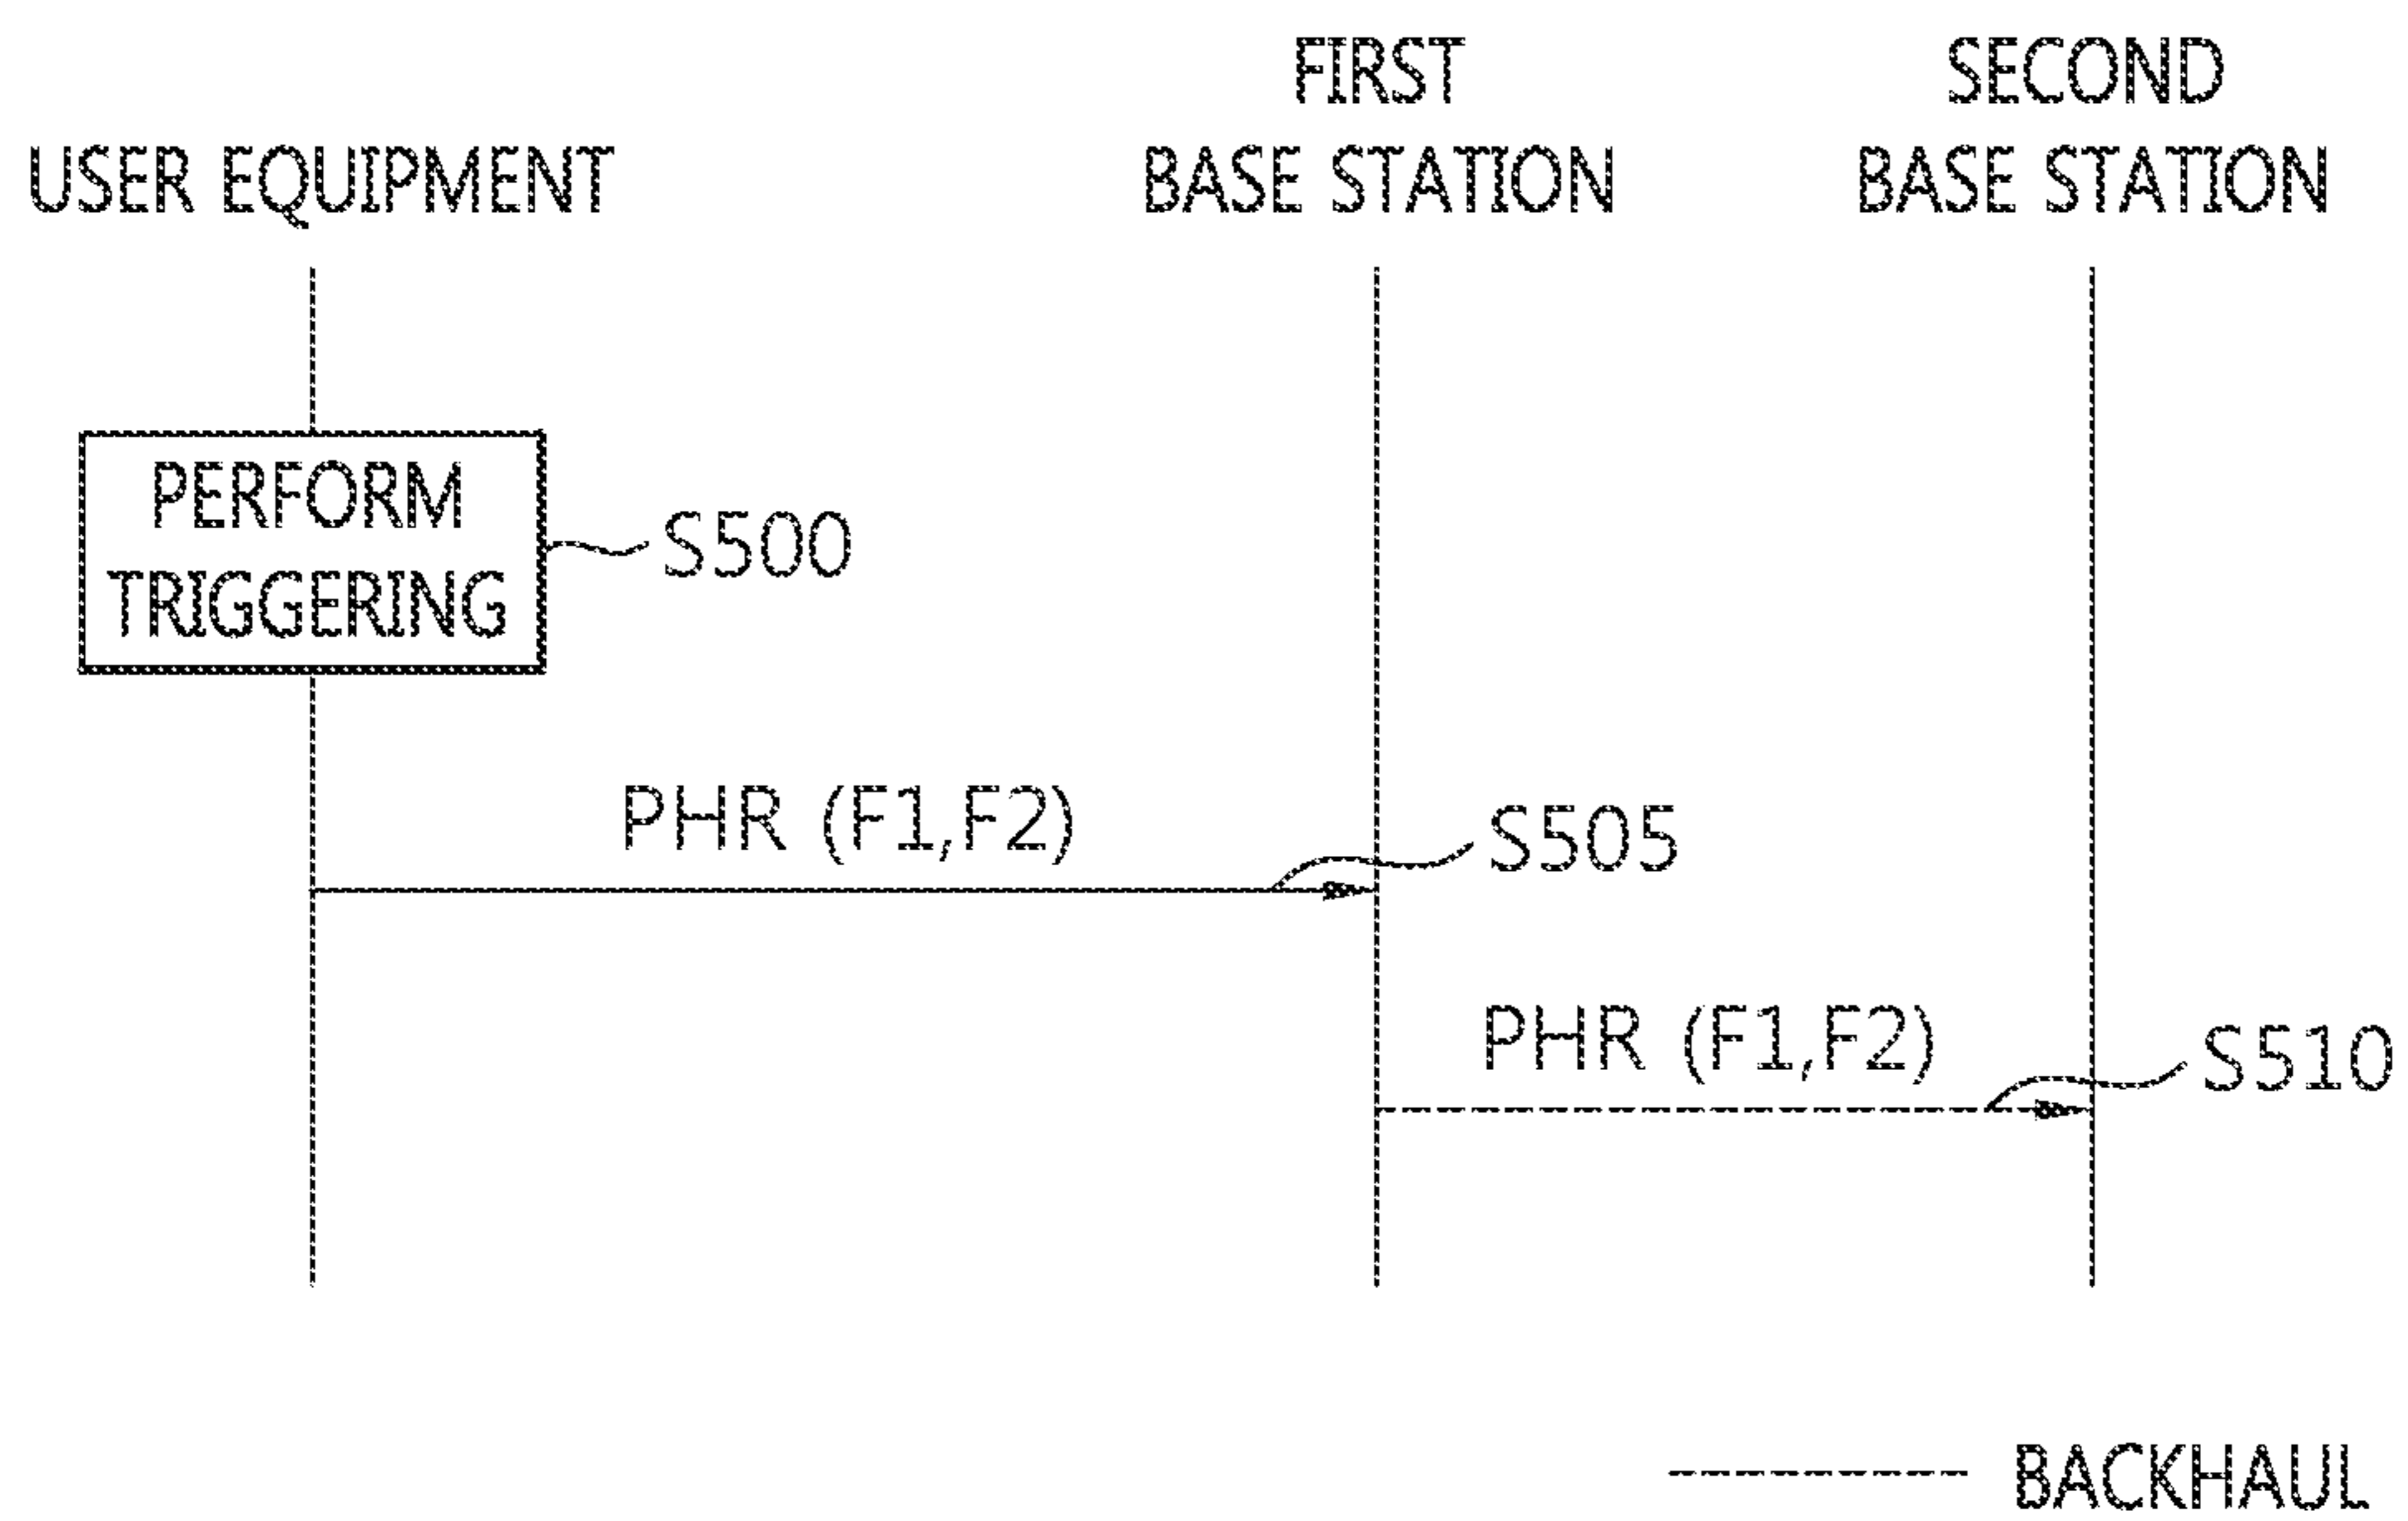 USER EQUIPMENT
FIRST
BASE STATION
SECOND
BASE STATION
PERFORM
TRIGGERING
S500
PHR (F1,F2)
S505
PHR (F1,F2)
S510
BACKHAUL